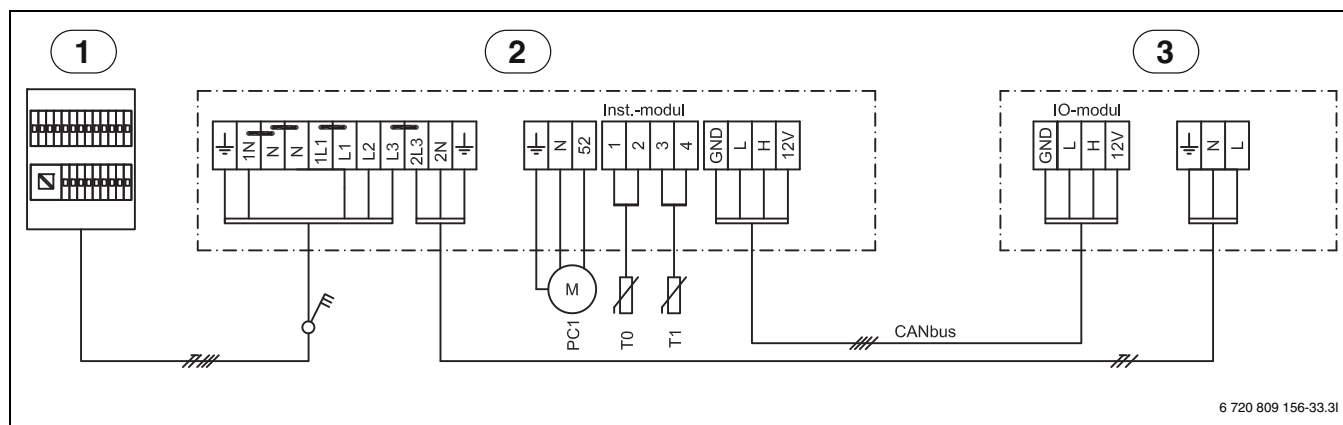 1
2
3
Inst.-modul
IO-modul
1N
N
N
1L1
L1
L2
L3
2L3
2N
N
52
1
2
3
4
GND
L
H
12V
GND
L
H
12V
N
L
M
PC1
T0
T1
CANbus
6 720 809 156-33.3I